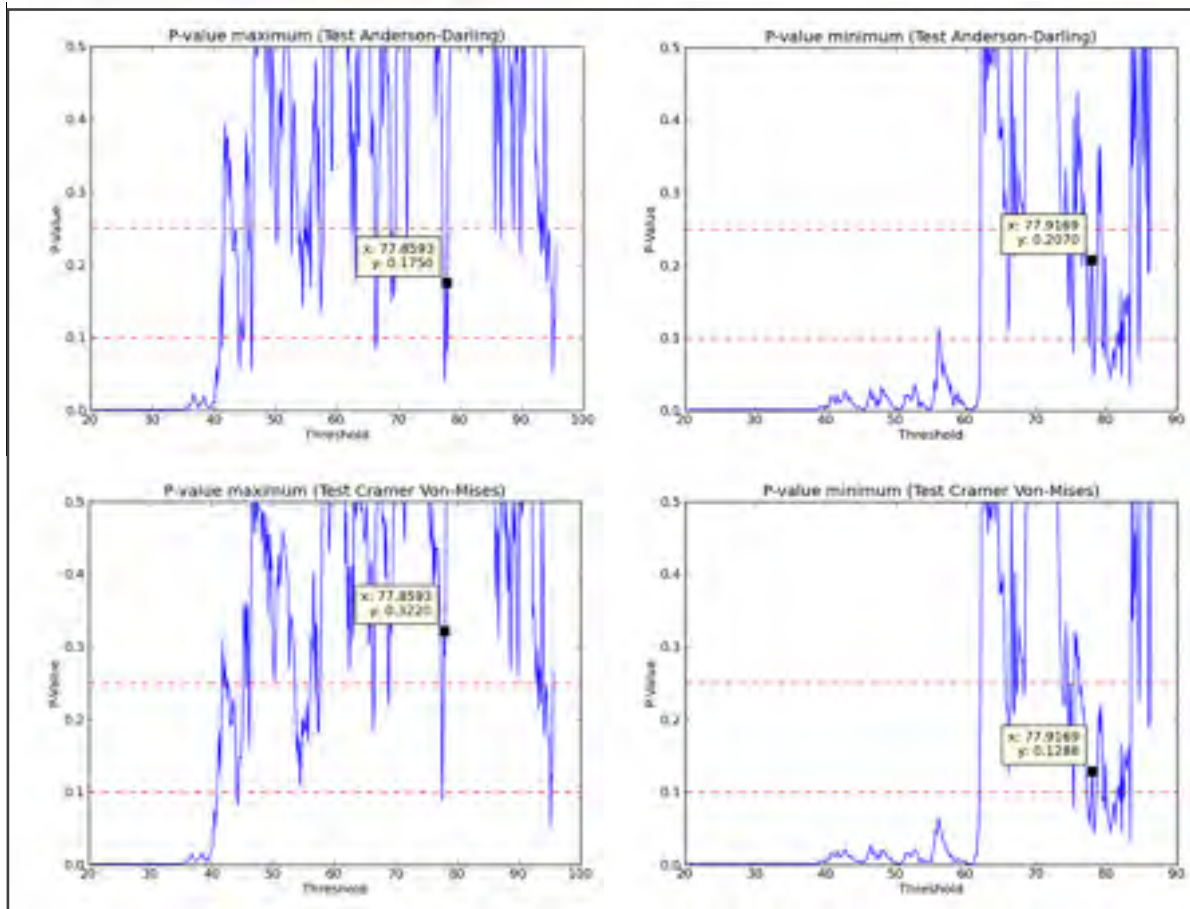 P-value maximum (Test Anderson-Darling)
0.5
0.4
0.3
0.2
0.1
0.0
P-Value
x: 77.8593
y: 0.1750
20 30 40 50 60 70 80 90 100
Threshold
P-value minimum (Test Anderson-Darling)
0.5
0.4
0.3
0.2
0.1
0.0
P-Value
x: 77.9169
y: 0.2070
20 30 40 50 60 70 80 90
Threshold
P-value maximum (Test Cramer Von-Mises)
0.5
0.4
0.3
0.2
0.1
0.0
P-Value
x: 77.8593
y: 0.3220
20 30 40 50 60 70 80 90 100
Threshold
P-value minimum (Test Cramer Von-Mises)
0.5
0.4
0.3
0.2
0.1
0.0
P-Value
x: 77.9169
y: 0.1288
20 30 40 50 60 70 80 90
Threshold